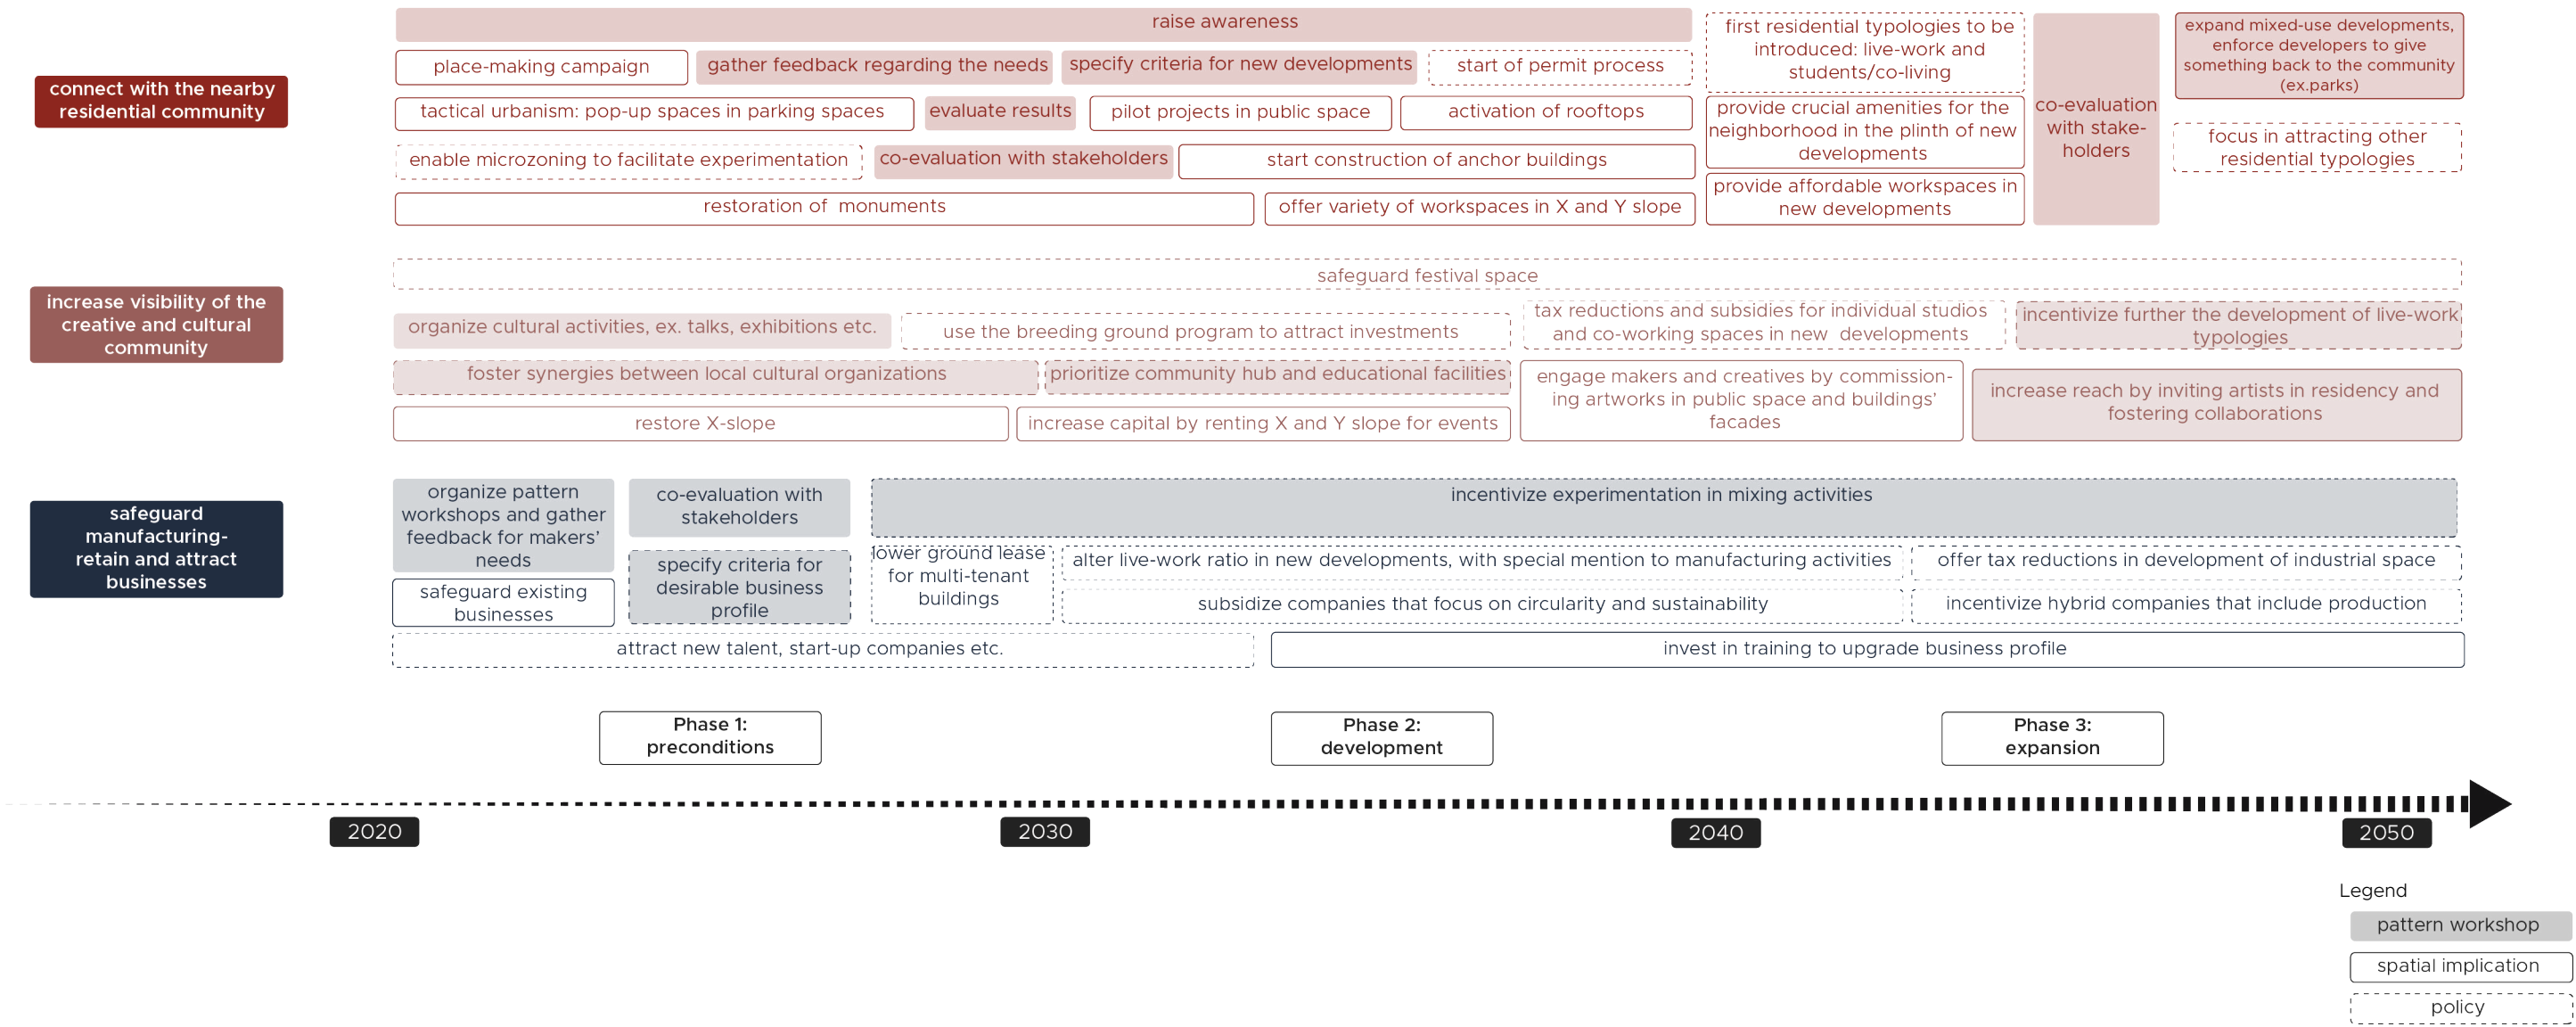 raise awareness
connect with the nearby
residential community
place-making campaign
gather feedback regarding the needs
specify criteria for new developments
start of permit process
tactical urbanism: pop-up spaces in parking spaces
evaluate results
pilot projects in public space
activation of rooftops
enable microzoning to facilitate experimentation
co-evaluation with stakeholders
start construction of anchor buildings
restoration of monuments
offer variety of workspaces in X and Y slope
first residential typologies to be
introduced: live-work and
students/co-living
provide crucial amenities for the
neighborhood in the plinth of new
developments
provide affordable workspaces in
new developments
co-evaluation
with stake-
holders
expand mixed-use developments,
enforce developers to give
something back to the community
(ex.parks)
focus in attracting other
residential typologies
increase visibility of the
creative and cultural
community
safeguard festival space
organize cultural activities, ex. talks, exhibitions etc.
use the breeding ground program to attract investments
tax reductions and subsidies for individual studios
and co-working spaces in new developments
incentivize further the development of live-work
typologies
foster synergies between local cultural organizations
prioritize community hub and educational facilities
engage makers and creatives by commission-
ing artworks in public space and buildings’
facades
increase reach by inviting artists in residency and
fostering collaborations
restore X-slope
increase capital by renting X and Y slope for events
safeguard
manufacturing-
retain and attract
businesses
organize pattern
workshops and gather
feedback for makers’
needs
co-evaluation with
stakeholders
incentivize experimentation in mixing activities
safeguard existing
businesses
specify criteria for
desirable business
profile
lower ground lease
for multi-tenant
buildings
alter live-work ratio in new developments, with special mention to manufacturing activities
offer tax reductions in development of industrial space
subsidize companies that focus on circularity and sustainability
incentivize hybrid companies that include production
attract new talent, start-up companies etc.
invest in training to upgrade business profile
Phase 1:
preconditions
Phase 2:
development
Phase 3:
expansion
2020
2030
2040
2050
Legend
pattern workshop
spatial implication
policy